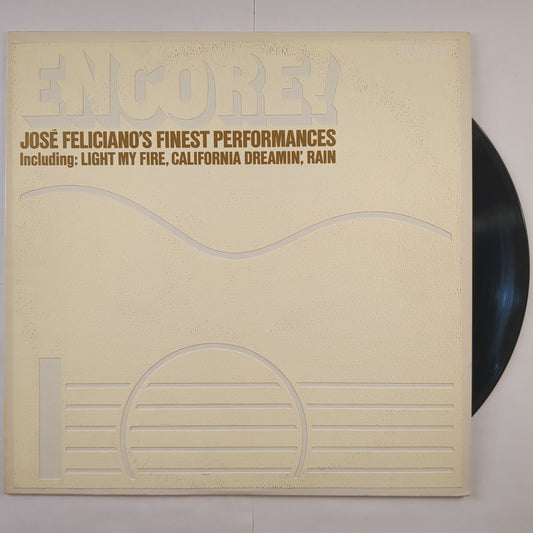 ENCORE!
JOSÉ FELICIANO'S FINEST PERFORMANCES
Including: LIGHT MY FIRE, CALIFORNIA DREAMIN', RAIN